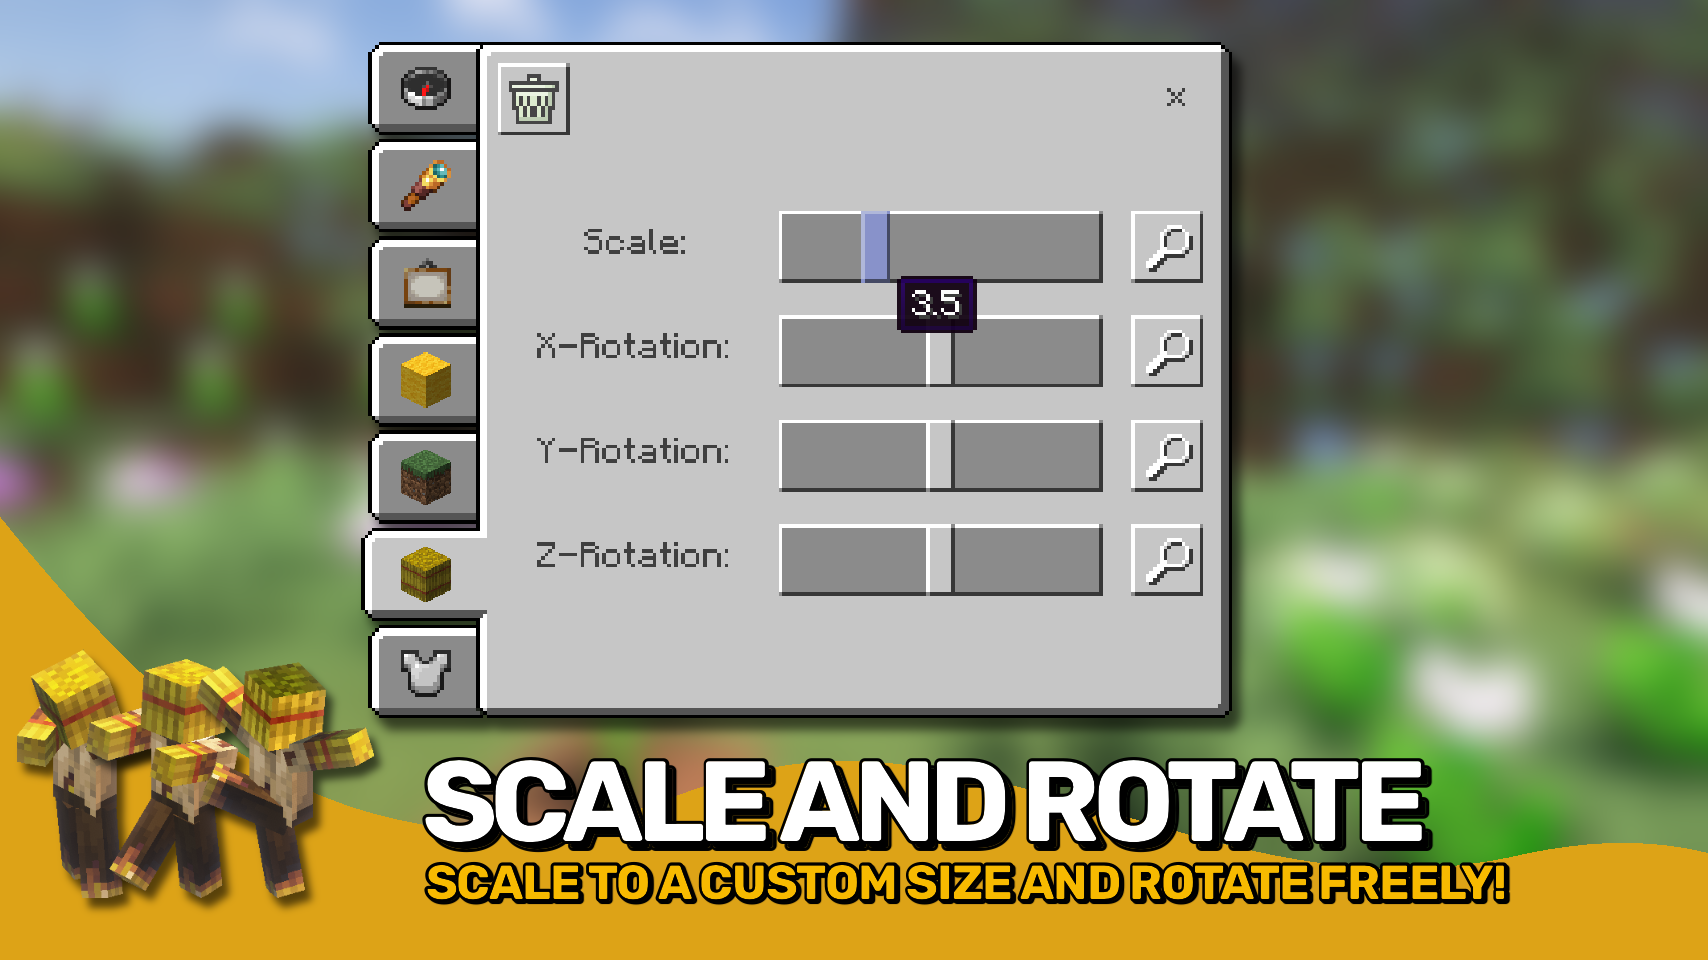 Scale:
3.5
X-Rotation:
Y-Rotation:
Z-Rotation:
SCALE AND ROTATE
SCALE TO A CUSTOM SIZE AND ROTATE FREELY!